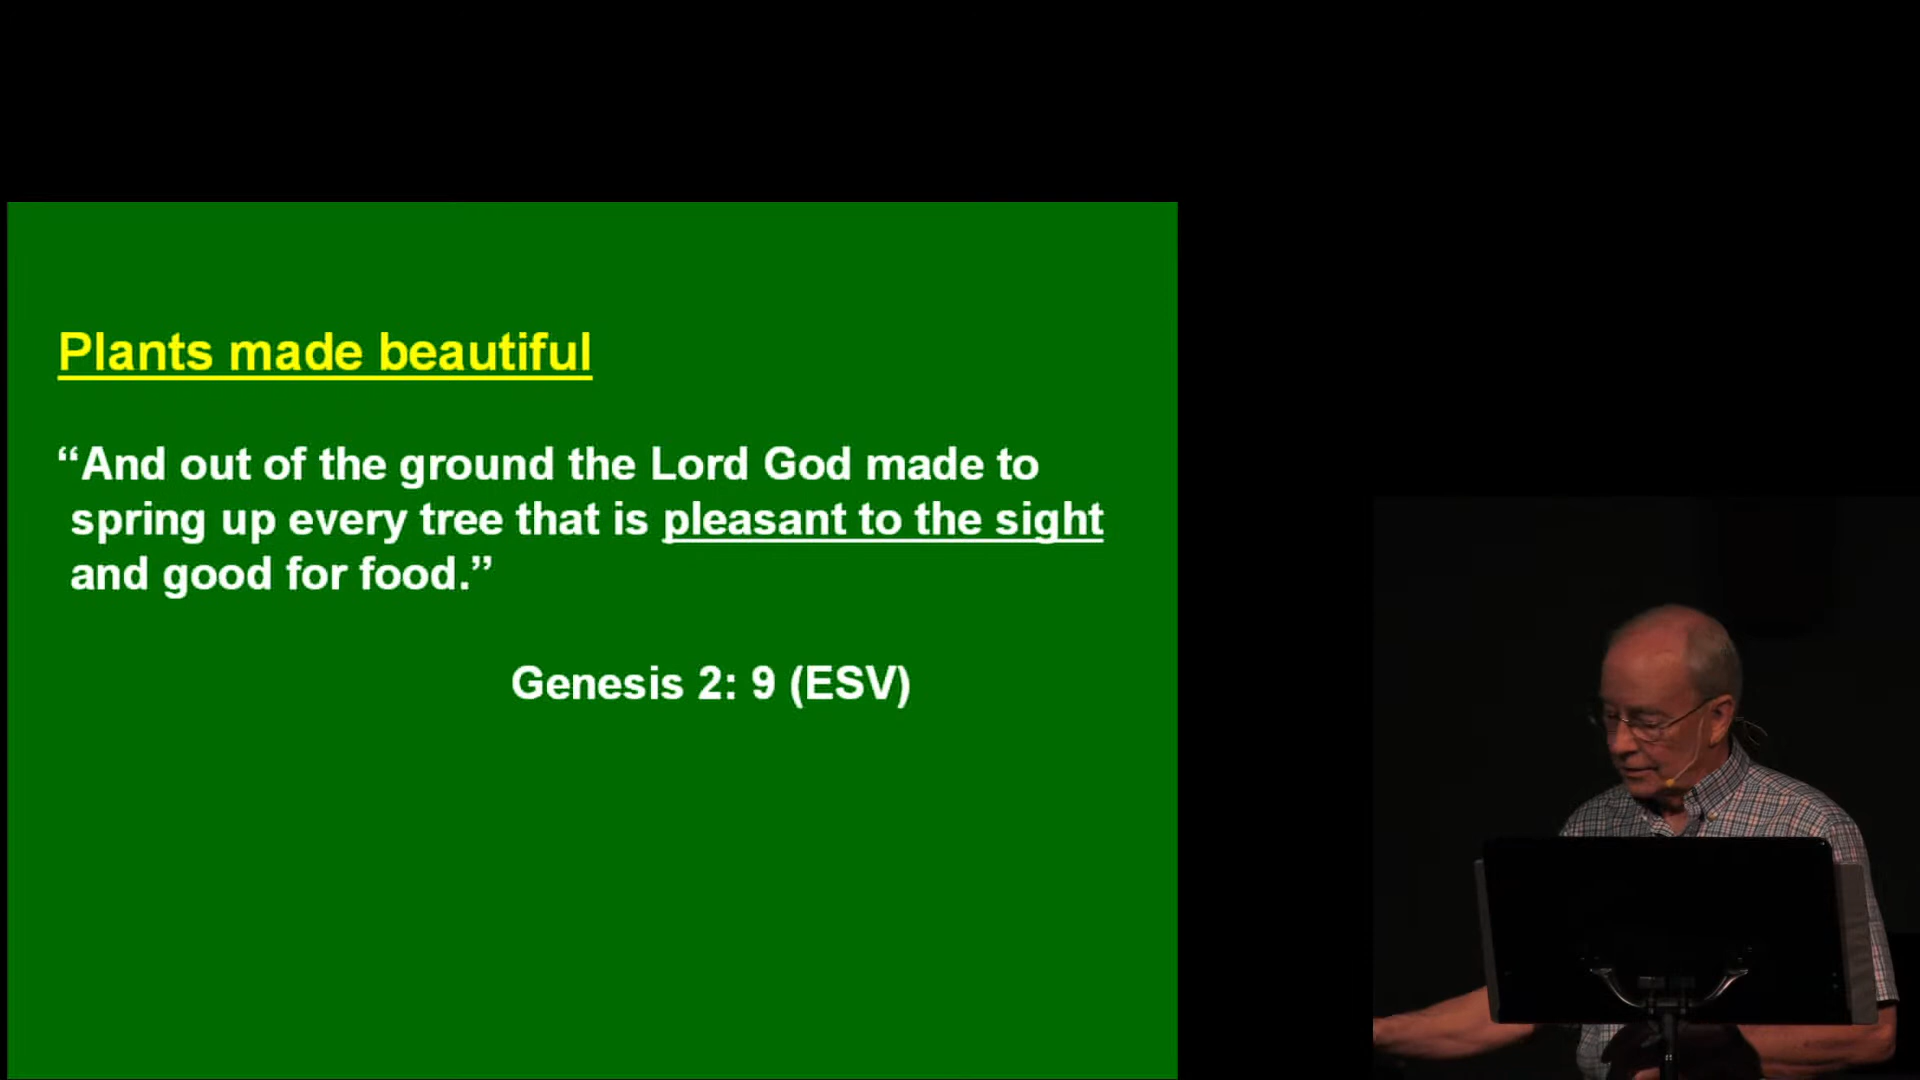 Plants made beautiful
“And out of the ground the Lord God made to
spring up every tree that is pleasant to the sight
and good for food.”
Genesis 2: 9 (ESV)